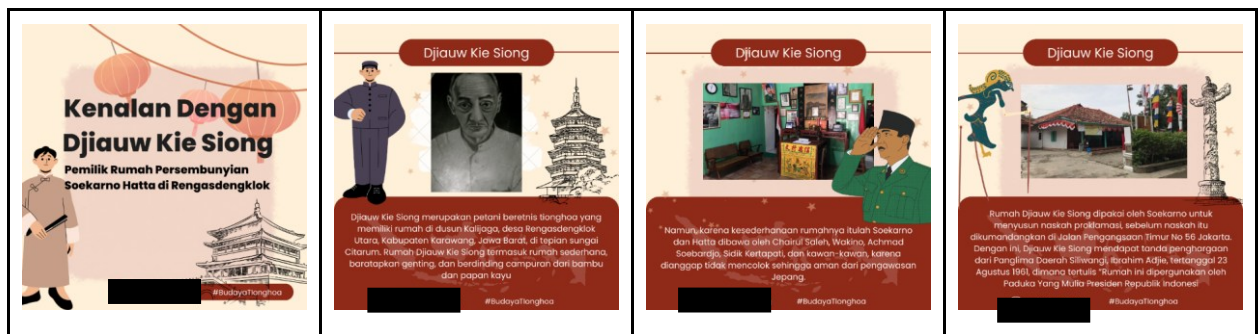 Kenalan Dengan
Djiauw Kie Siong
Pemilik Rumah Persembunyian
Soekarno Hatta di Rengasdengklok
#BudayaTionghoa
Djiauw Kie Siong
Djiauw Kie Siong merupakan petani beretnis tionghoa yang
memiliki rumah di dusun Kalijaga, desa Rengasdengklok
Utara, Kabupaten Karawang, Jawa Barat, di tepian sungai
Citarum. Rumah Djiauw Kie Siong termasuk rumah sederhana,
baratapkan genting, dan berdinding campuran dari bambu
dan papan kayu
#BudayaTionghoa
Djiauw Kie Siong
Namun, karena kesederhanaan rumahnya itulah Soekarno
dan Hatta dibawa oleh Chairul Saleh, Wakino, Achmad
Soebardja, Sidik Kertapati, dan kawan-kawan, karena
dianggap tidak mencolok sehingga aman dari pengawasan
Jepang.
#BudayaTionghoa
Djiauw Kie Siong
Rumah Djiauw Kie Siong dipakai oleh Soekarno untuk
menyusun naskah proklamasi, sebelum naskah itu
dikumandangkan di Jalan Pengangsaan Timur No 56 Jakarta.
Dengan ini, Djiauw Kie Siong mendapat tanda penghargaan
dari Panglima Daerah Siliwangi, Ibrahim Adjie, tertanggal 23
Agustus 1961, dimana tertulis "Rumah ini dipergunakan oleh
Paduka Yang Mulia Presiden Republik Indonesi
#BudayaTionghoa